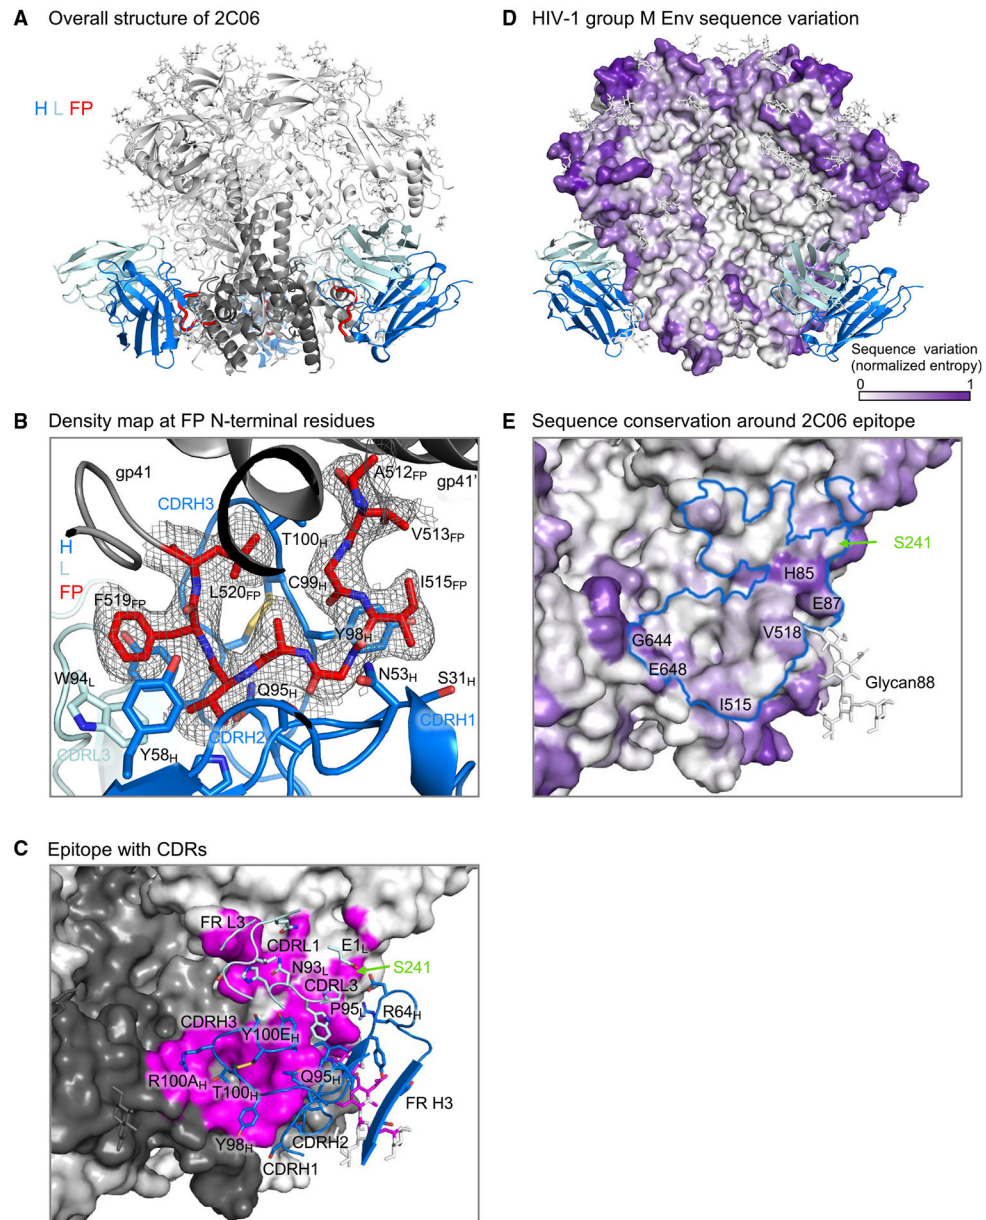 A Overall structure of 2C06
H L FP
B Density map at FP N-terminal residues
gp41
A512FP
gp41'
CDRH3
T100H
V513FP
H
L
FP
C99H
I515FP
L520FP
F519FP
Y98H
W94L
N53H
S31H
Q95H
CDRH2
CDRH1
CDRL3
Y58H
C Epitope with CDRs
FR L3
CDRL1
E1L
N93L
S241
CDRL3
P95L
R64H
CDRH3
Y100EH
R100AH
Q95H
T100H
FR H3
Y98H
CDRH2
CDRH1
D HIV-1 group M Env sequence variation
Sequence variation
(normalized entropy)
0 1
E Sequence conservation around 2C06 epitope
S241
H85
E87
G644
V518
E648
Glycan88
I515